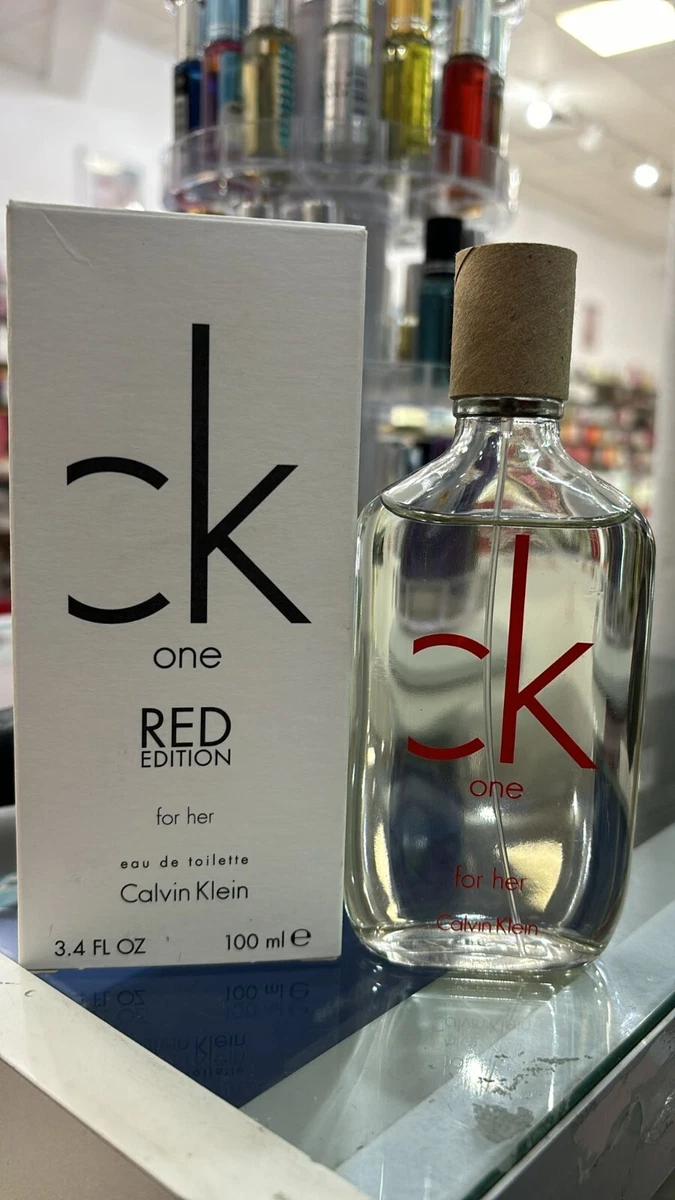 ck
one
RED
EDITION
for her
eau de toilette
Calvin Klein
3.4 FL OZ 100 ml e
ck
one
for her
Calvin Klein